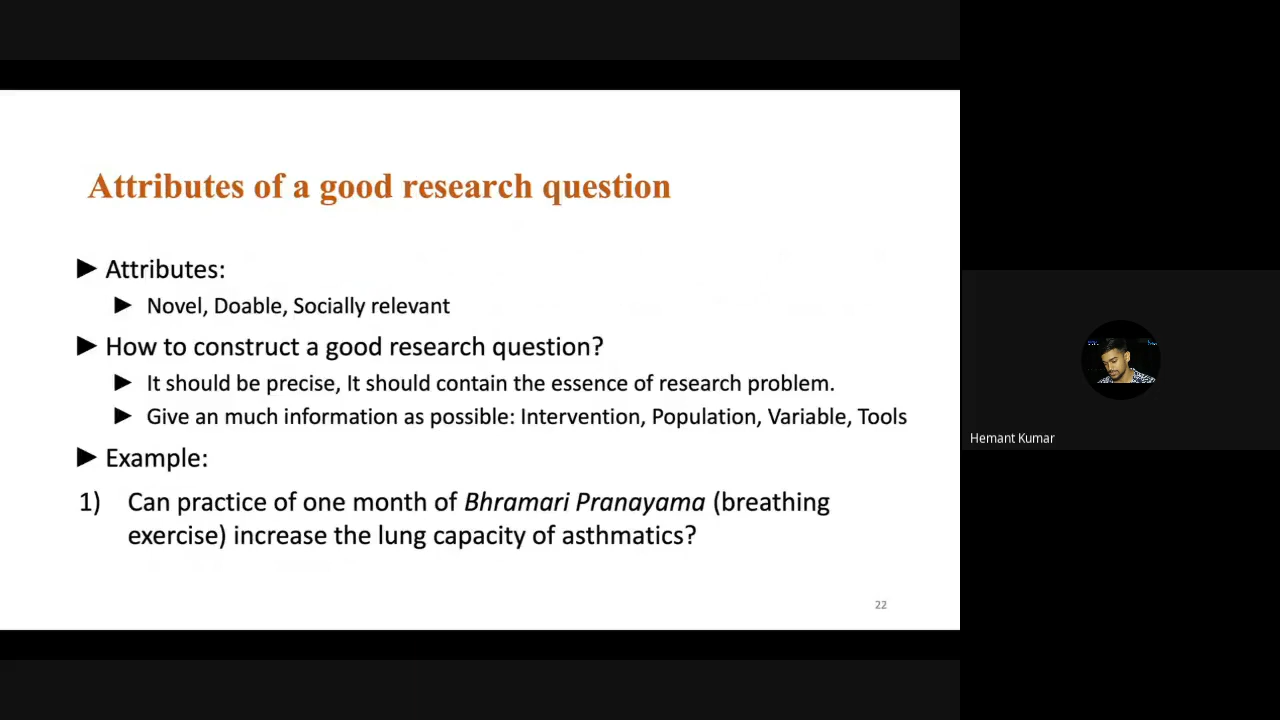 Attributes of a good research question
► Attributes:
► Novel, Doable, Socially relevant
► How to construct a good research question?
► It should be precise, It should contain the essence of research problem.
► Give an much information as possible: Intervention, Population, Variable, Tools
► Example:
1) Can practice of one month of Bhramari Pranayama (breathing
exercise) increase the lung capacity of asthmatics?
22
Hemant Kumar